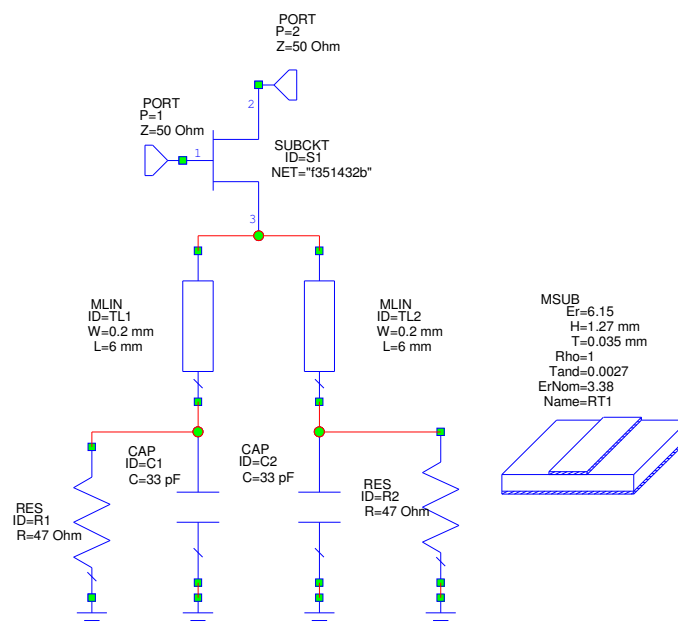 PORT
P=2
Z=50 Ohm
2
PORT
P=1
Z=50 Ohm
1
SUBCKT
ID=S1
NET="f351432b"
3
MLIN
ID=TL1
W=0.2 mm
L=6 mm
MLIN
ID=TL2
W=0.2 mm
L=6 mm
MSUB
Er=6.15
H=1.27 mm
T=0.035 mm
Rho=1
Tand=0.0027
ErNom=3.38
Name=RT1
CAP
ID=C1
C=33 pF
CAP
ID=C2
C=33 pF
RES
ID=R1
R=47 Ohm
RES
ID=R2
R=47 Ohm